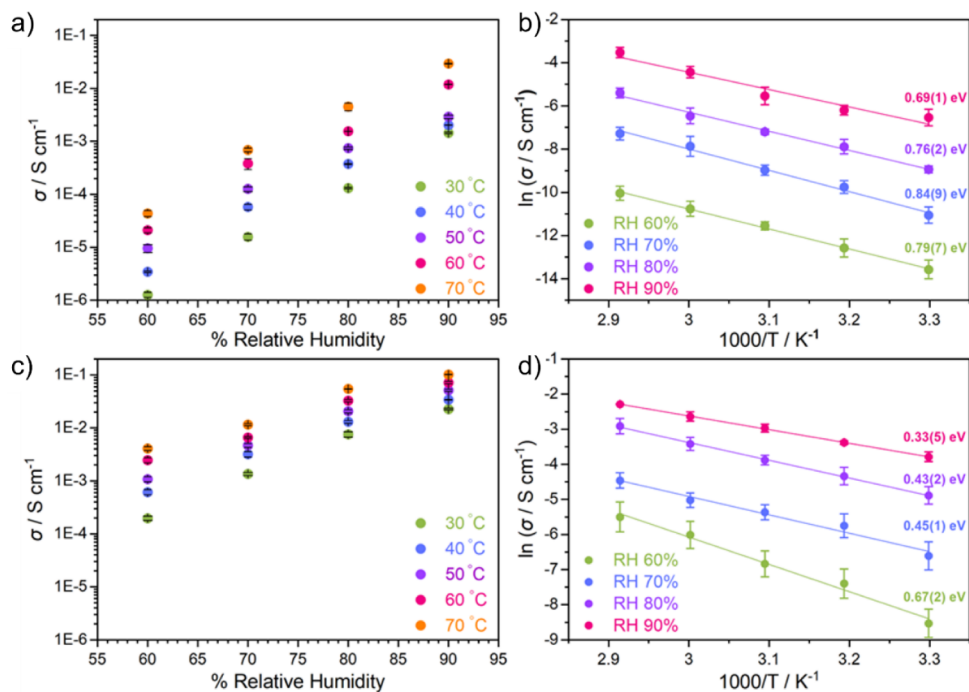 a)
σ / S cm⁻¹
1E-1
1E-2
1E-3
1E-4
1E-5
1E-6
30 °C
40 °C
50 °C
60 °C
70 °C
55 60 65 70 75 80 85 90 95
% Relative Humidity
b)
ln (σ / S cm⁻¹)
-2
-4
-6
-8
-10
-12
-14
0.69(1) eV
0.76(2) eV
0.84(9) eV
0.79(7) eV
RH 60%
RH 70%
RH 80%
RH 90%
2.9 3 3.1 3.2 3.3
1000/T / K⁻¹
c)
σ / S cm⁻¹
1E-1
1E-2
1E-3
1E-4
1E-5
1E-6
30 °C
40 °C
50 °C
60 °C
70 °C
55 60 65 70 75 80 85 90 95
% Relative Humidity
d)
ln (σ / S cm⁻¹)
-1
-2
-3
-4
-5
-6
-7
-8
-9
0.33(5) eV
0.43(2) eV
0.45(1) eV
0.67(2) eV
RH 60%
RH 70%
RH 80%
RH 90%
2.9 3 3.1 3.2 3.3
1000/T / K⁻¹